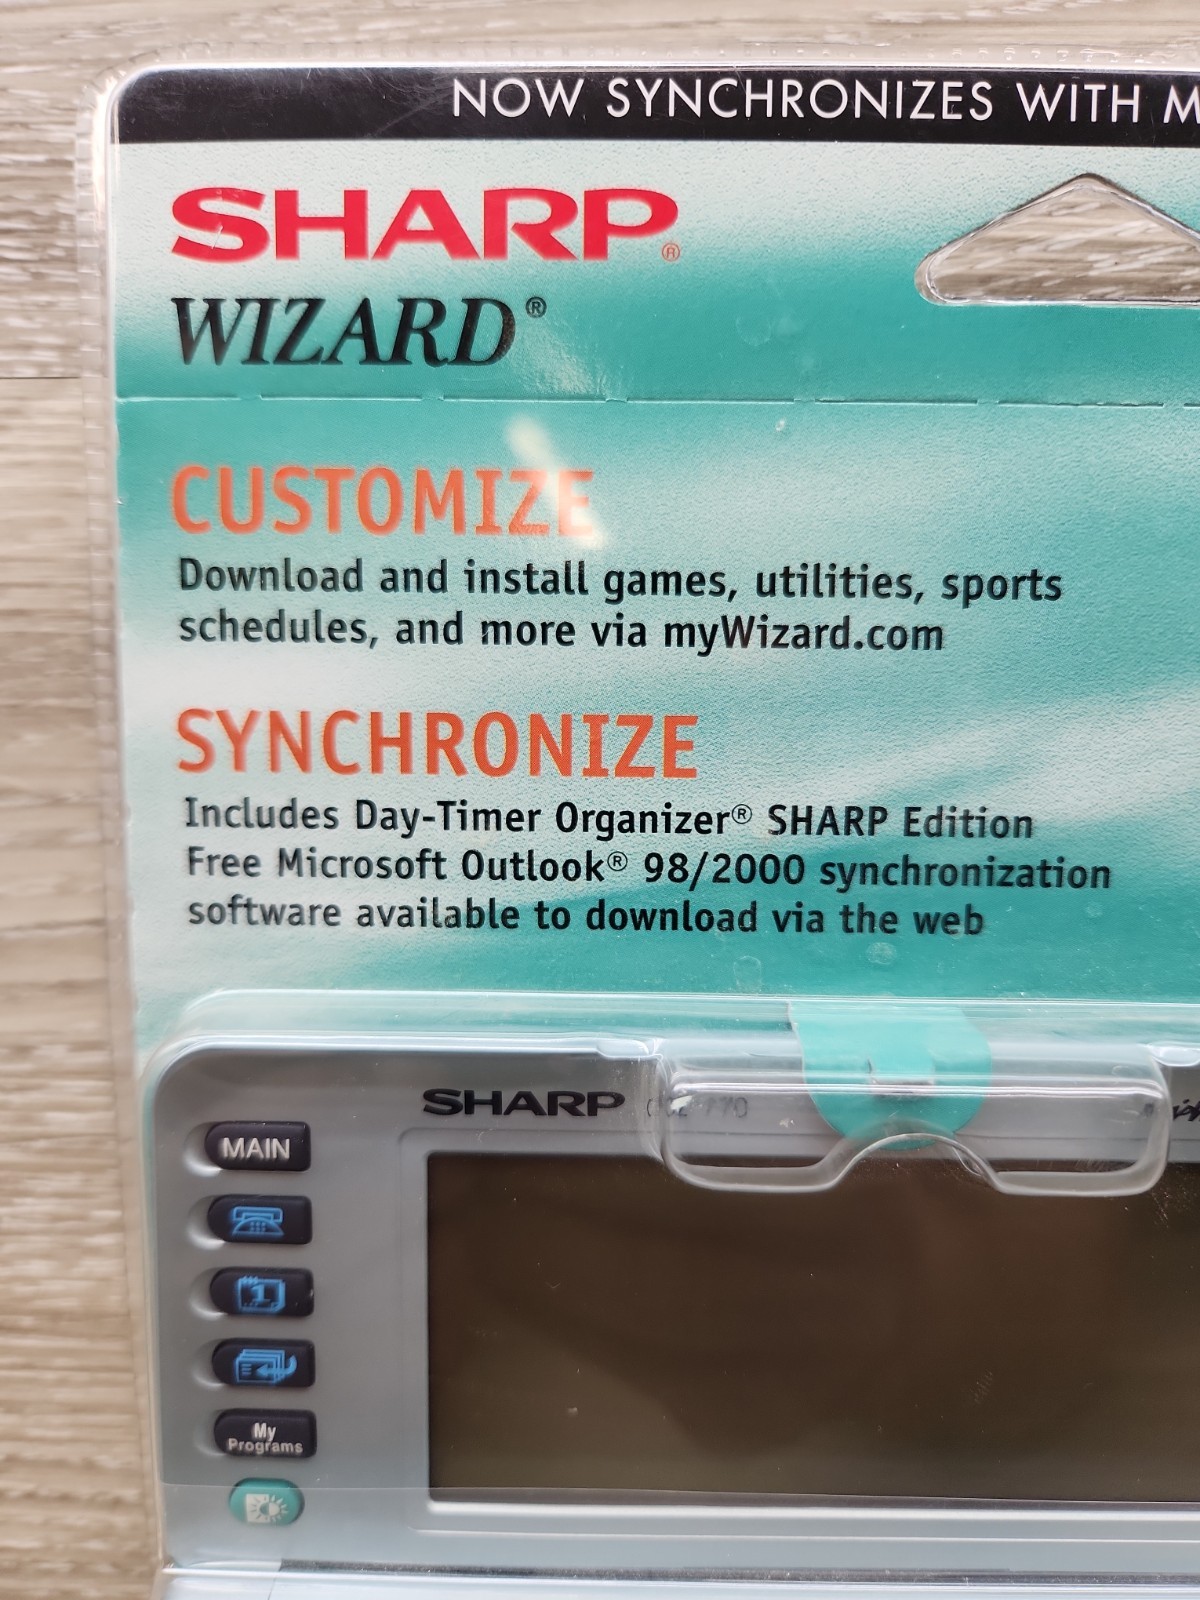 NOW SYNCHRONIZES WITH M
SHARP®
WIZARD®
CUSTOMIZE
Download and install games, utilities, sports
schedules, and more via myWizard.com
SYNCHRONIZE
Includes Day-Timer Organizer® SHARP Edition
Free Microsoft Outlook® 98/2000 synchronization
software available to download via the web
SHARP
MAIN
1
My
Programs